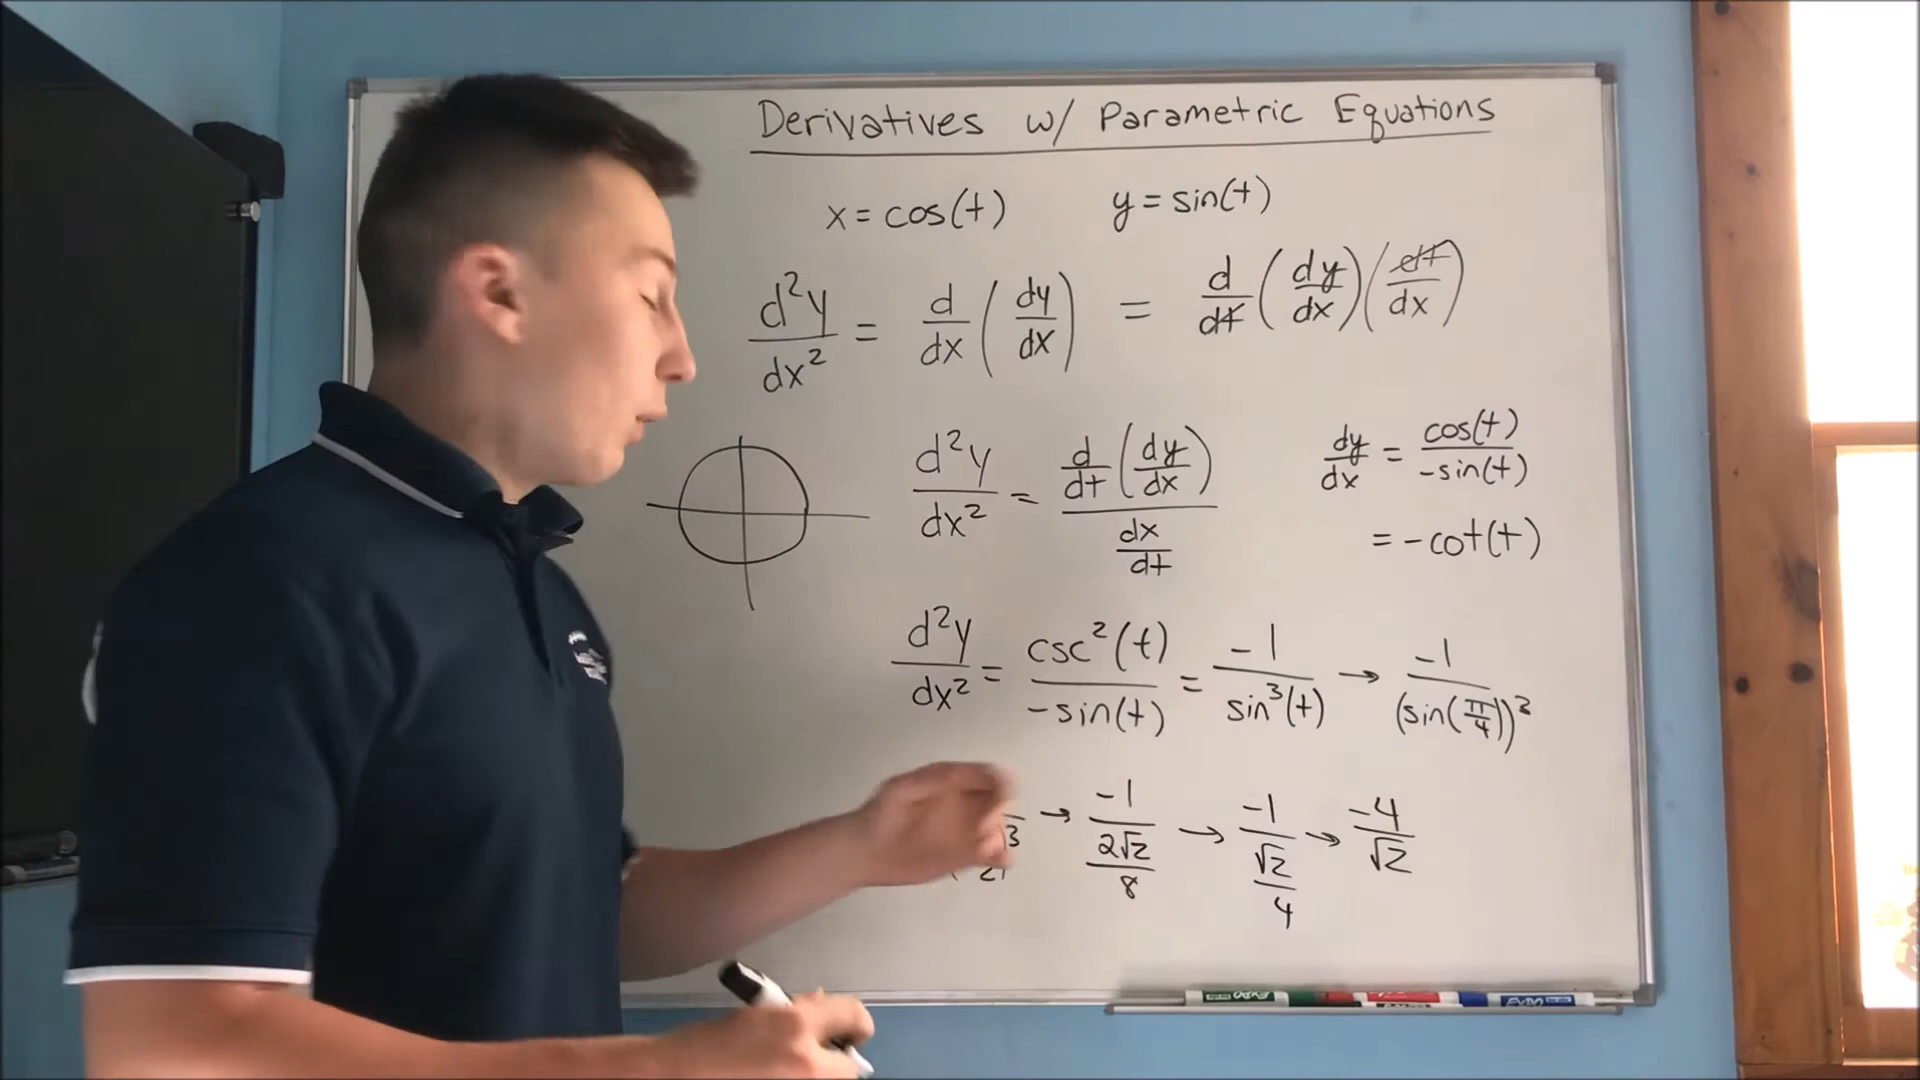 Derivatives w/ Parametric Equations
x = cos(t) y = sin(t)
d²y/dx² = d/dx (dy/dx) = d/dt (dy/dx) (dt/dx)
d²y/dx² = d/dt (dy/dx) / dx/dt
dy/dx = cos(t)/-sin(t)
= -cot(t)
d²y/dx² = csc²(t)/-sin(t) = -1/sin³(t) → -1/(sin(π/4))³
→ -1/(2√2/8) → -1/(√2/4) → -4/√2
EXPO